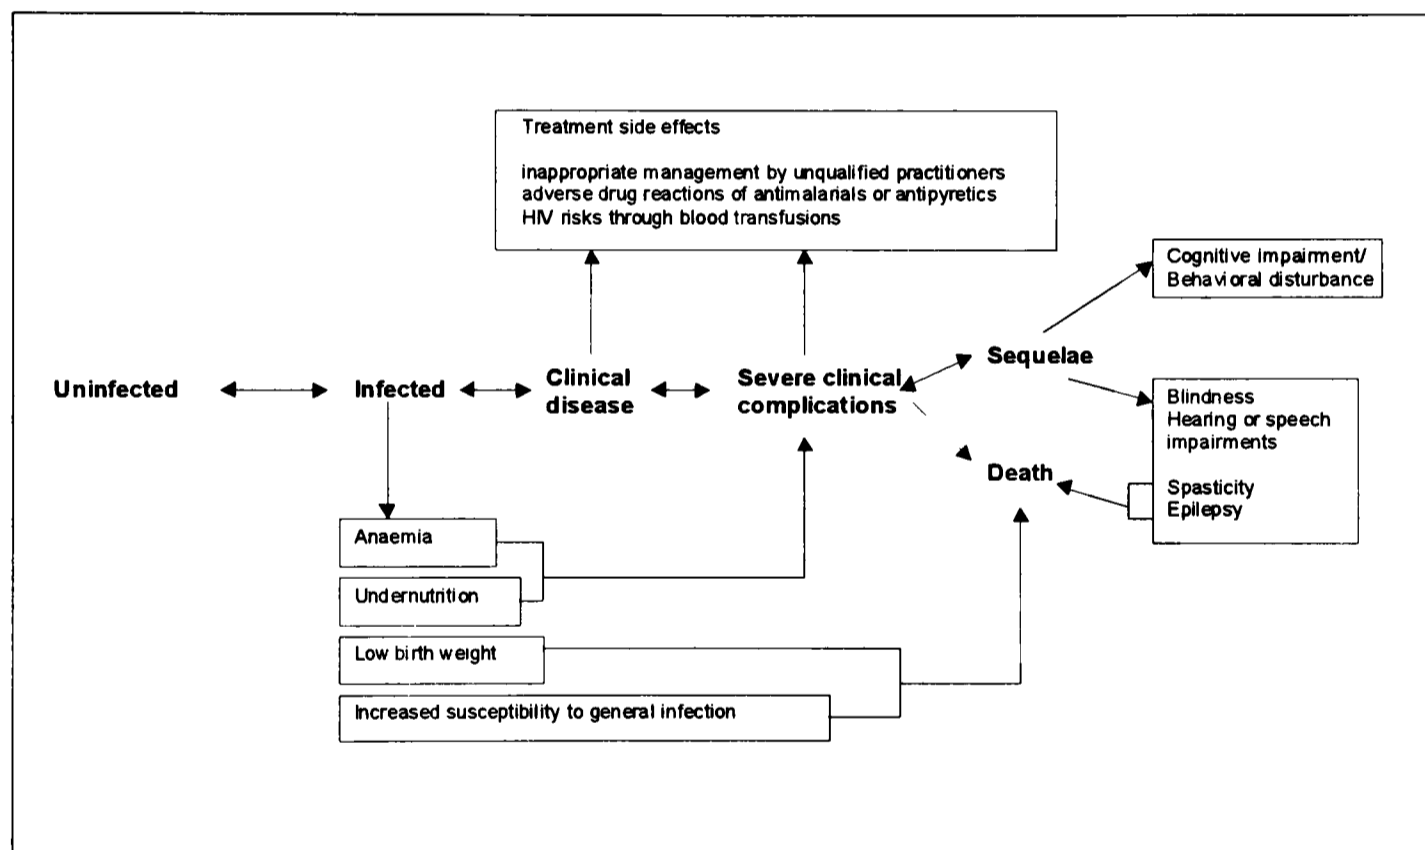 Treatment side effects
inappropriate management by unqualified practitioners
adverse drug reactions of antimalarials or antipyretics
HIV risks through blood transfusions
Cognitive impairment/
Behavioral disturbance
Uninfected
Infected
Clinical
disease
Severe clinical
complications
Sequelae
Death
Blindness
Hearing or speech
impairments
Spasticity
Epilepsy
Anaemia
Undernutrition
Low birth weight
Increased susceptibility to general infection